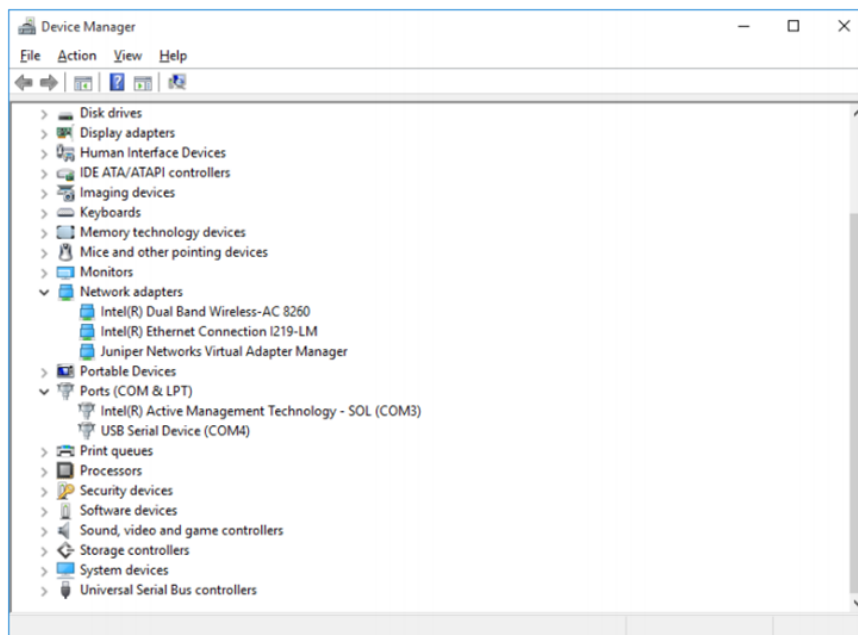 Device Manager
File Action View Help
Disk drives
Display adapters
Human Interface Devices
IDE ATA/ATAPI controllers
Imaging devices
Keyboards
Memory technology devices
Mice and other pointing devices
Monitors
Network adapters
Intel(R) Dual Band Wireless-AC 8260
Intel(R) Ethernet Connection I219-LM
Juniper Networks Virtual Adapter Manager
Portable Devices
Ports (COM & LPT)
Intel(R) Active Management Technology - SOL (COM3)
USB Serial Device (COM4)
Print queues
Processors
Security devices
Software devices
Sound, video and game controllers
Storage controllers
System devices
Universal Serial Bus controllers